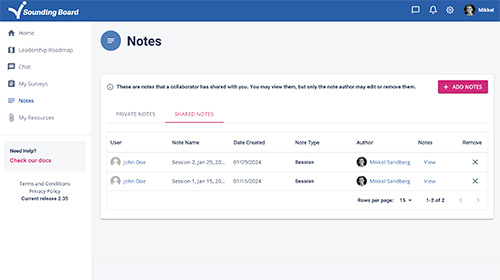 Sounding Board
Mikkel
Home
Leadership Roadmap
Chat
My Surveys
Notes
My Resources
Need Help?
Check our docs
Terms and Conditions
Privacy Policy
Current release 2.35
Notes
These are notes that a collaborator has shared with you. You may view them, but only the note author may edit or remove them.
+ ADD NOTES
PRIVATE NOTES SHARED NOTES
User Note Name Date Created Note Type Author Notes Remove
John Doe Session 2, Jan 29, 20... 01/29/2024 Session Mikkel Sandberg View
John Doe Session 1, Jan 15, 20... 01/15/2024 Session Mikkel Sandberg View
Rows per page: 15 1-2 of 2